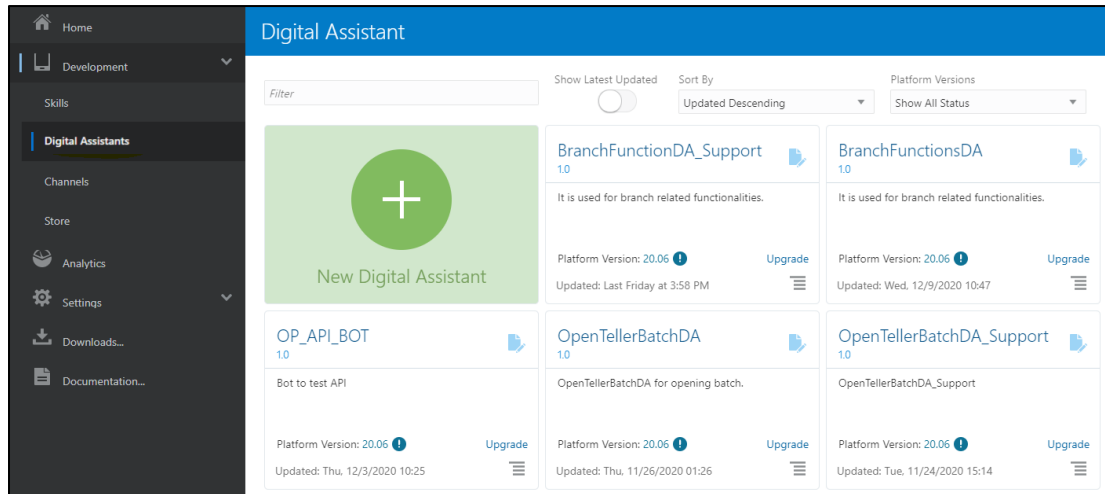 Home
Development
Skills
Digital Assistants
Channels
Store
Analytics
Settings
Downloads...
Documentation...
Digital Assistant
Filter
Show Latest Updated
Sort By
Updated Descending
Platform Versions
Show All Status
New Digital Assistant
BranchFunctionDA_Support
1.0
It is used for branch related functionalities.
Platform Version: 20.06 Upgrade
Updated: Last Friday at 3:58 PM
BranchFunctionsDA
1.0
It is used for branch related functionalities.
Platform Version: 20.06 Upgrade
Updated: Wed, 12/9/2020 10:47
OP_API_BOT
1.0
Bot to test API
Platform Version: 20.06 Upgrade
Updated: Thu, 12/3/2020 10:25
OpenTellerBatchDA
1.0
OpenTellerBatchDA for opening batch.
Platform Version: 20.06 Upgrade
Updated: Thu, 11/26/2020 01:26
OpenTellerBatchDA_Support
1.0
OpenTellerBatchDA_Support
Platform Version: 20.06 Upgrade
Updated: Tue, 11/24/2020 15:14